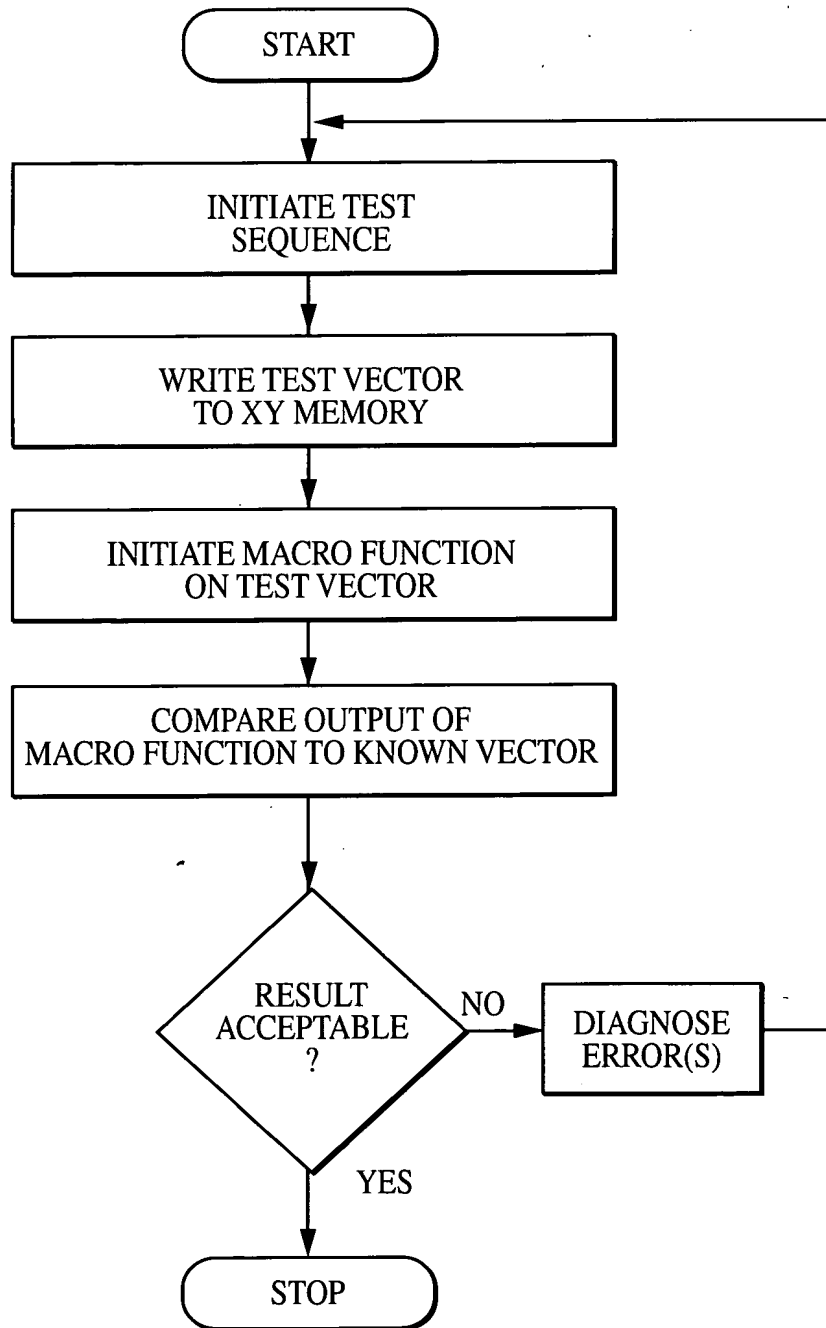 START
INITIATE TEST
SEQUENCE
WRITE TEST VECTOR
TO XY MEMORY
INITIATE MACRO FUNCTION
ON TEST VECTOR
COMPARE OUTPUT OF
MACRO FUNCTION TO KNOWN VECTOR
RESULT
ACCEPTABLE
?
NO
DIAGNOSE
ERROR(S)
YES
STOP